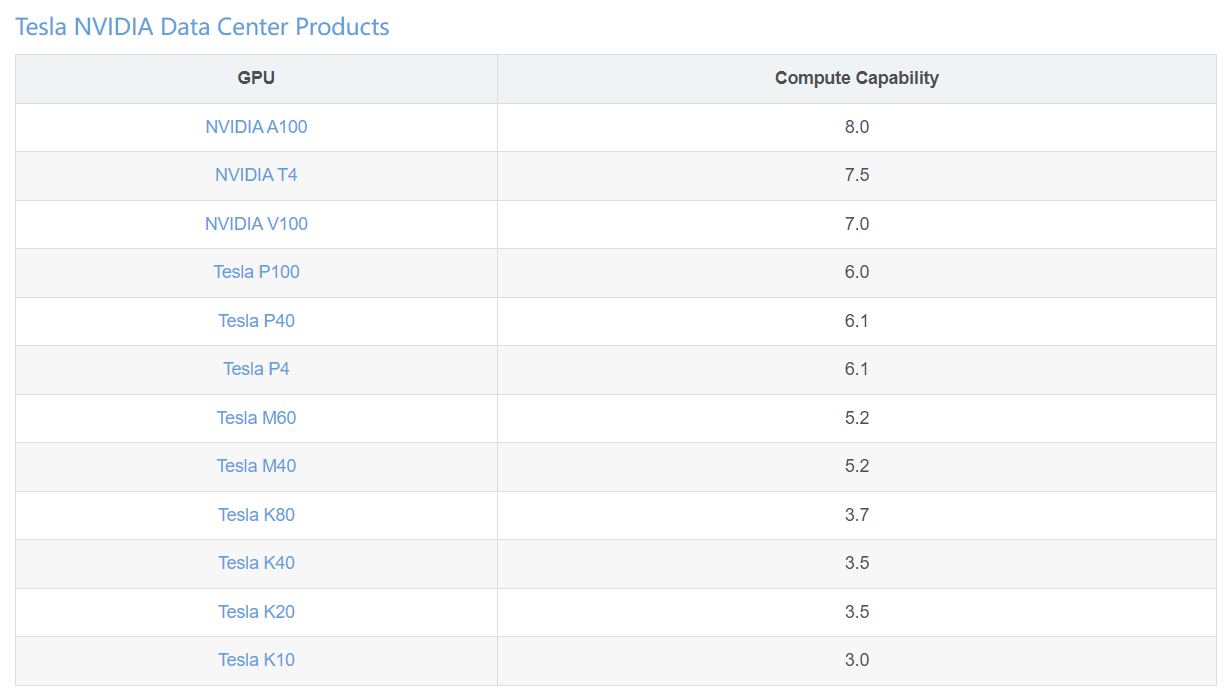 Tesla NVIDIA Data Center Products
GPU Compute Capability
NVIDIA A100 8.0
NVIDIA T4 7.5
NVIDIA V100 7.0
Tesla P100 6.0
Tesla P40 6.1
Tesla P4 6.1
Tesla M60 5.2
Tesla M40 5.2
Tesla K80 3.7
Tesla K40 3.5
Tesla K20 3.5
Tesla K10 3.0